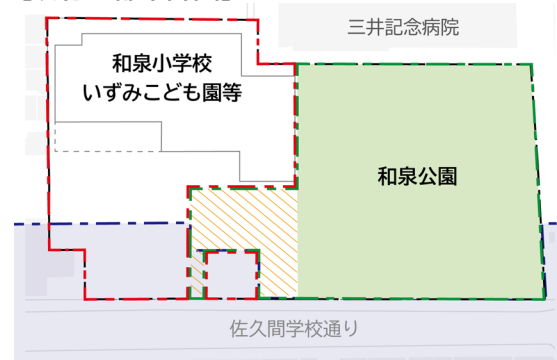 三井記念病院
和泉小学校
いずみこども園等
和泉公園
佐久間学校通り